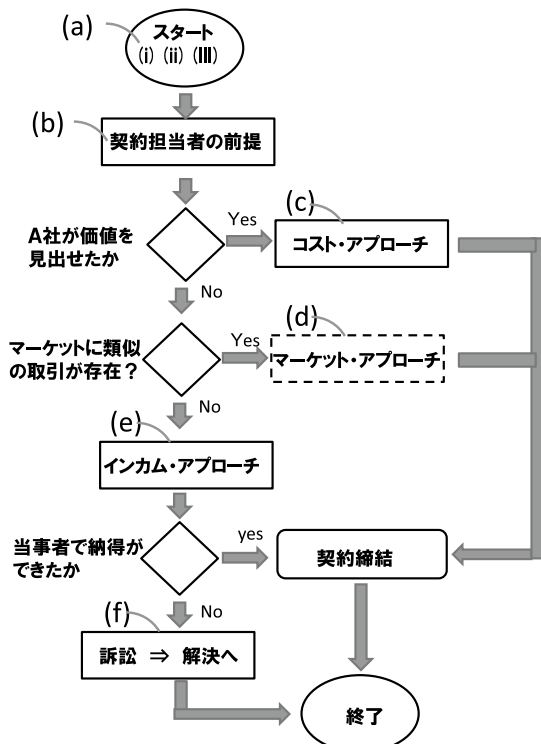 (a)
スタート
(i) (ii) (III)
(b)
契約担当者の前提
A社が価値を
見出せたか
Yes
(c)
コスト・アプローチ
No
マーケットに類似
の取引が存在？
Yes
(d)
マーケット・アプローチ
No
(e)
インカム・アプローチ
当事者で納得が
できたか
yes
契約締結
No
(f)
訴訟 ⇒ 解決へ
終了